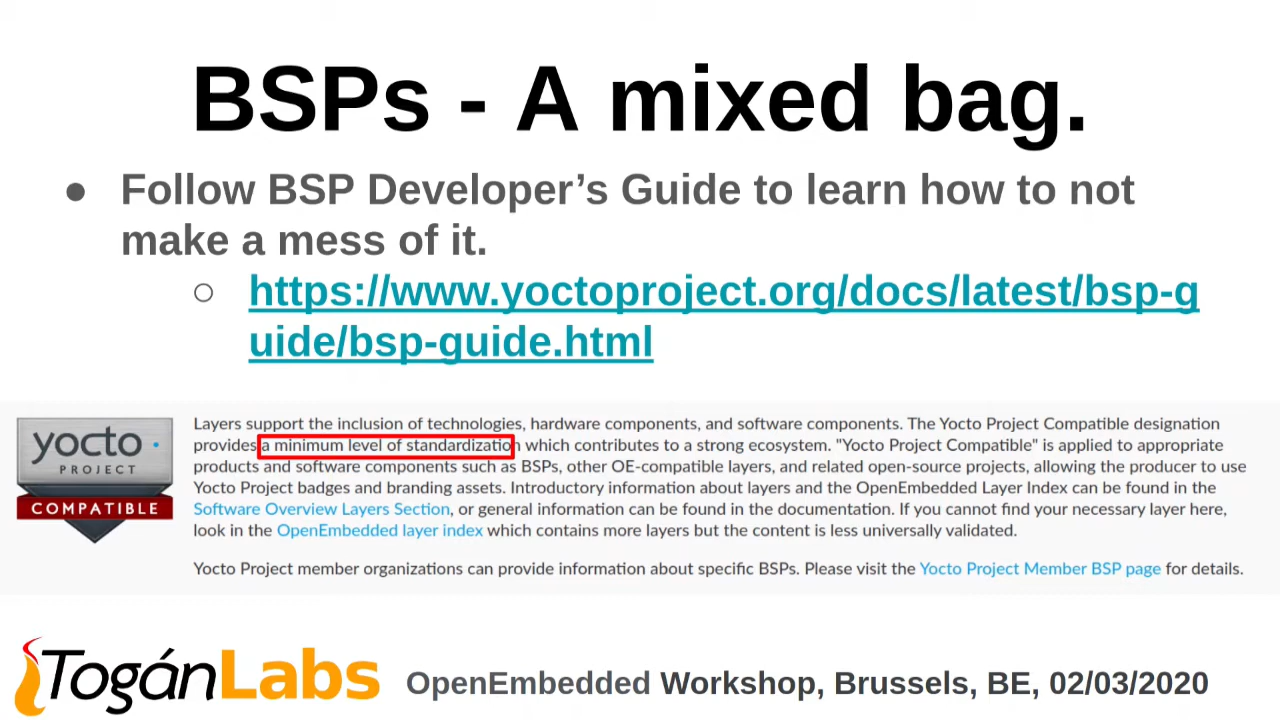 BSPs - A mixed bag.
● Follow BSP Developer’s Guide to learn how to not
make a mess of it.
○ https://www.yoctoproject.org/docs/latest/bsp-g
uide/bsp-guide.html
yocto
PROJECT
COMPATIBLE
Layers support the inclusion of technologies, hardware components, and software components. The Yocto Project Compatible designation
provides a minimum level of standardization which contributes to a strong ecosystem. "Yocto Project Compatible" is applied to appropriate
products and software components such as BSPs, other OE-compatible layers, and related open-source projects, allowing the producer to use
Yocto Project badges and branding assets. Introductory information about layers and the OpenEmbedded Layer Index can be found in the
Software Overview Layers Section, or general information can be found in the documentation. If you cannot find your necessary layer here,
look in the OpenEmbedded layer index which contains more layers but the content is less universally validated.
Yocto Project member organizations can provide information about specific BSPs. Please visit the Yocto Project Member BSP page for details.
TogánLabs
OpenEmbedded Workshop, Brussels, BE, 02/03/2020